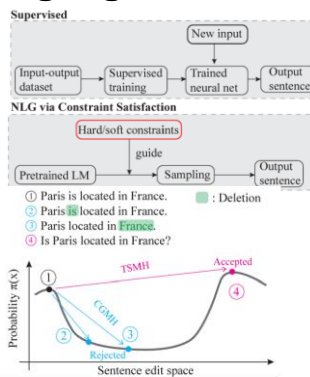 Supervised
New input
Input-output
dataset
Supervised
training
Trained
neural net
Output
sentence
NLG via Constraint Satisfaction
Hard/soft constraints
guide
Pretrained LM
Sampling
Output
sentence
① Paris is located in France.
: Deletion
② Paris is located in France.
③ Paris located in France.
④ Is Paris located in France?
Accepted
TSMH
①
④
CGMH
②
③
Rejected
Probability π(x)
Sentence edit space